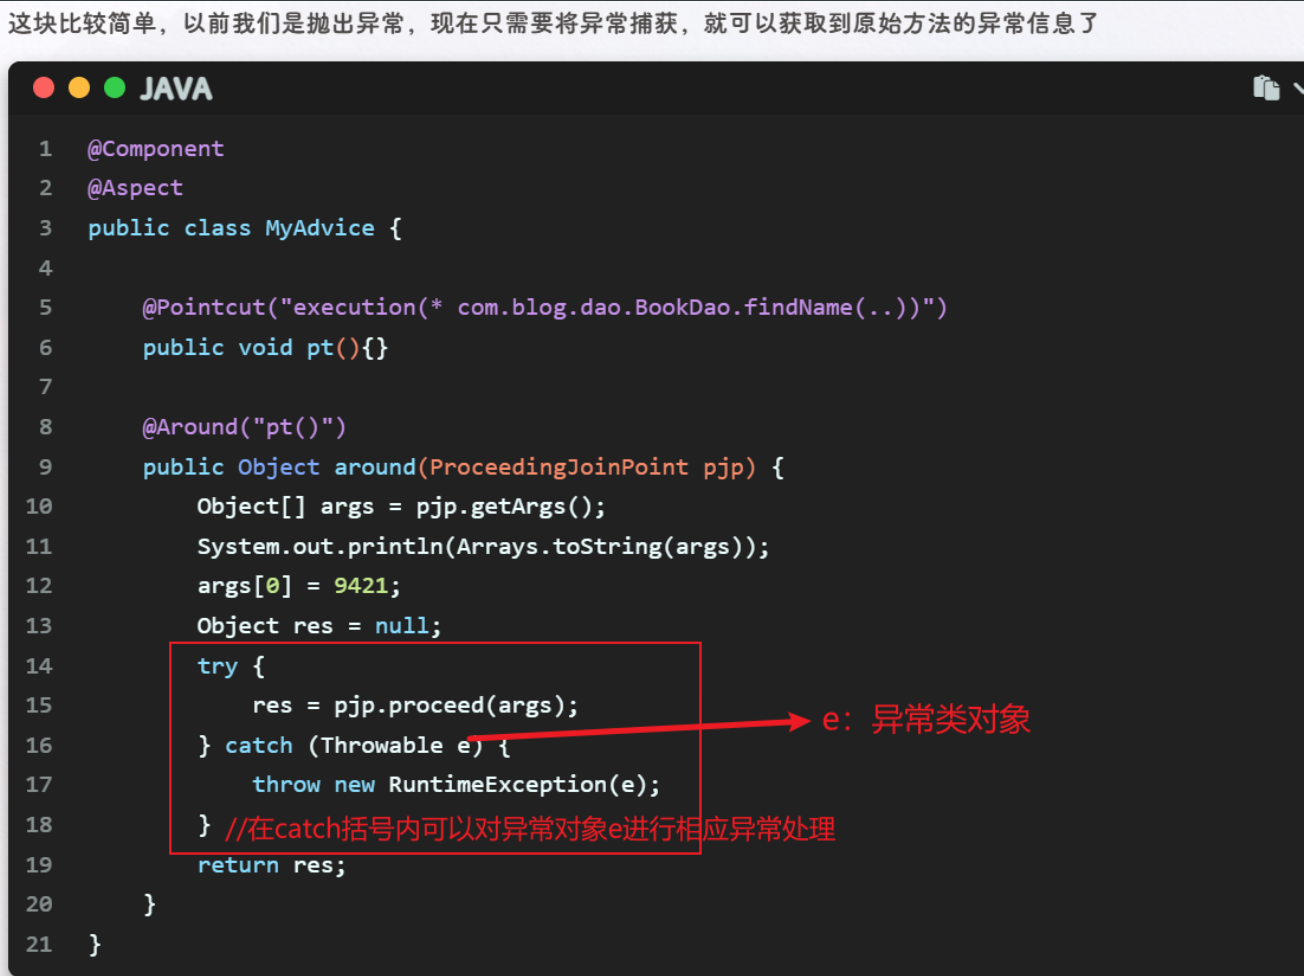 这块比较简单，以前我们是抛出异常，现在只需要将异常捕获，就可以获取到原始方法的异常信息了
JAVA
1 @Component
2 @Aspect
3 public class MyAdvice {
4
5 @Pointcut("execution(* com.blog.dao.BookDao.findName(..))")
6 public void pt(){}
7
8 @Around("pt()")
9 public Object around(ProceedingJoinPoint pjp) {
10 Object[] args = pjp.getArgs();
11 System.out.println(Arrays.toString(args));
12 args[0] = 9421;
13 Object res = null;
14 try {
15 res = pjp.proceed(args);
16 } catch (Throwable e) {
e：异常类对象
17 throw new RuntimeException(e);
18 } //在catch括号内可以对异常对象e进行相应异常处理
19 return res;
20 }
21 }